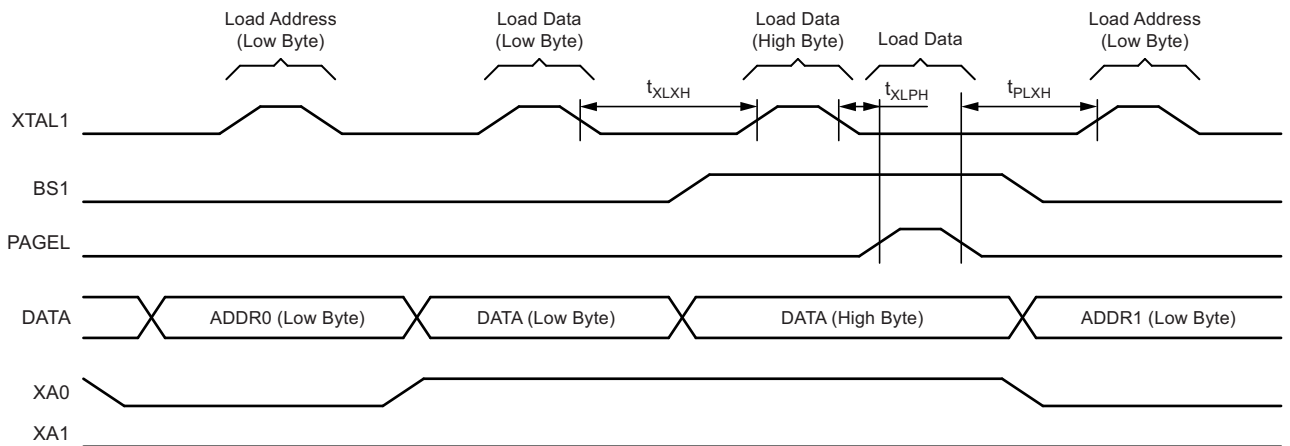 Load Address
(Low Byte)
Load Data
(Low Byte)
Load Data
(High Byte)
Load Data
Load Address
(Low Byte)
tXLXH
tXLPH
tPLXH
XTAL1
BS1
PAGEL
DATA
ADDR0 (Low Byte)
DATA (Low Byte)
DATA (High Byte)
ADDR1 (Low Byte)
XA0
XA1